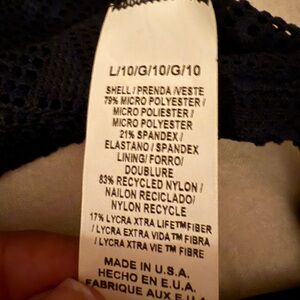 L/10/G/10/G/10
SHELL / PRENDA /VESTE
79% MICRO POLYESTER /
MICRO POLIESTER /
MICRO POLYESTER
21% SPANDEX /
ELASTANO / SPANDEX
LINING/ FORRO/
DOUBLURE
83% RECYCLED NYLON /
NAILON RECICLADO/
NYLON RECYCLE
17% LYCRA XTRA LIFE™FIBER
/ LYCRA EXTRA VIDA™ FIBRA
/ LYCRA XTRA VIE™ FIBRE
MADE IN U.S.A.
HECHO EN E.U.A.
FABRIQUE AUX E.U